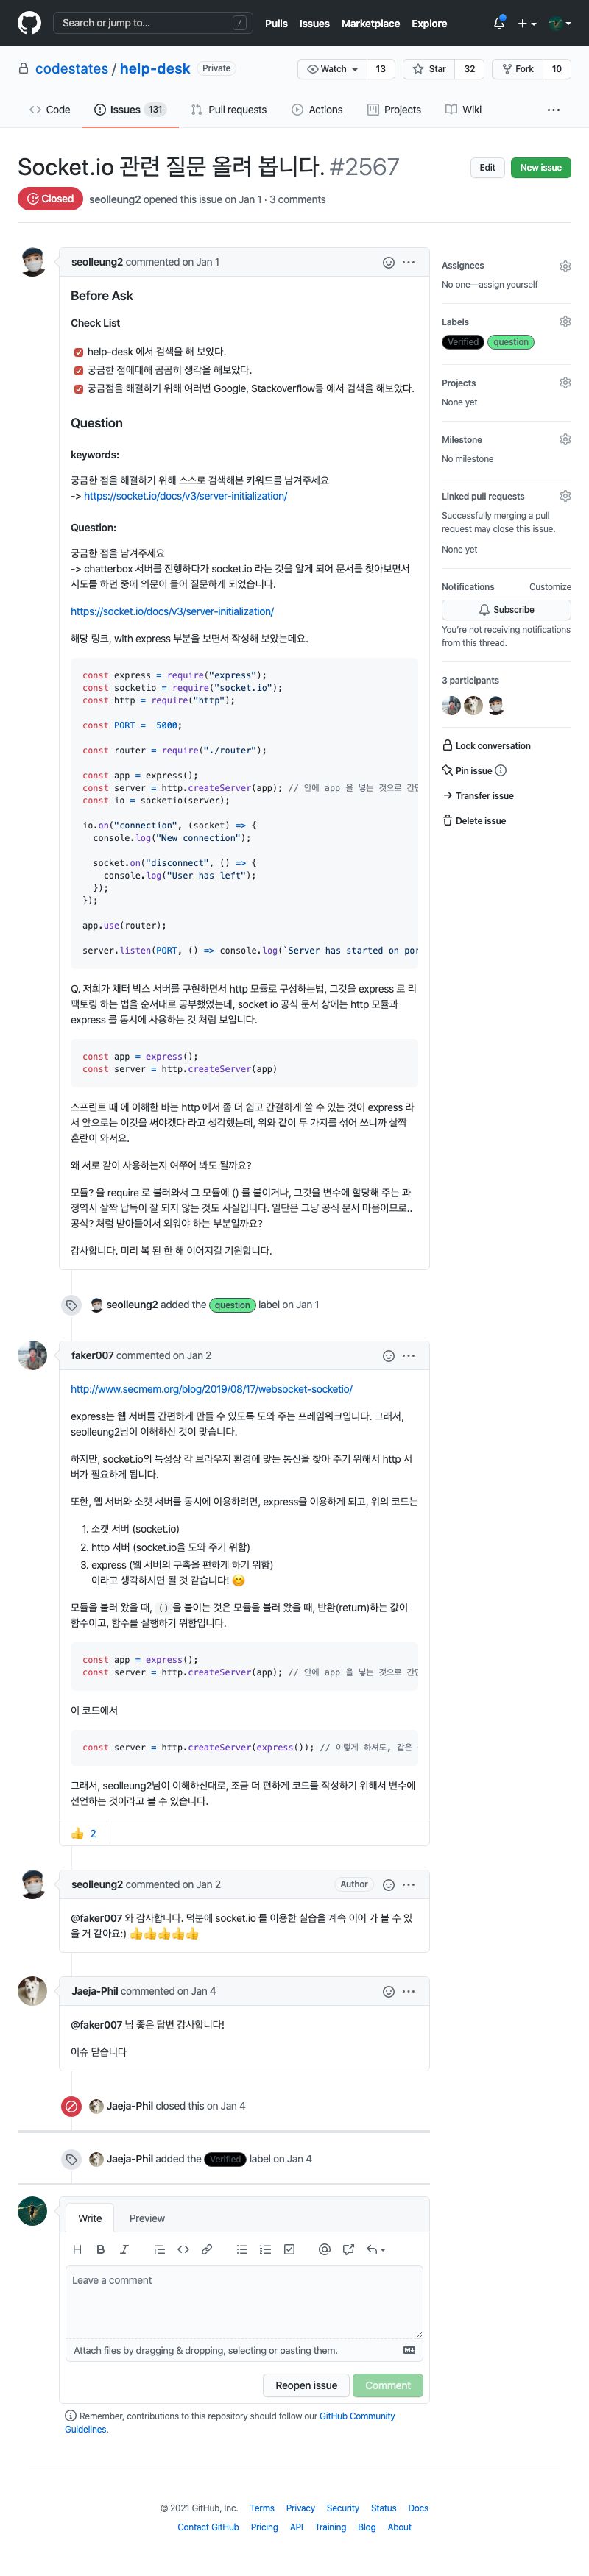 Search or jump to...
/
Pulls Issues Marketplace Explore
codestates / help-desk Private
Watch 13 Star 32 Fork 10
Code Issues 131 Pull requests Actions Projects Wiki
Socket.io 관련 질문 올려 봅니다. #2567
Edit New issue
Closed seolleung2 opened this issue on Jan 1 · 3 comments
seolleung2 commented on Jan 1
Before Ask
Check List
help-desk 에서 검색을 해 보았다.
궁금한 점에대해 곰곰히 생각을 해보았다.
궁금점을 해결하기 위해 여러번 Google, Stackoverflow등 에서 검색을 해보았다.
Question
keywords:
궁금한 점을 해결하기 위해 스스로 검색해본 키워드를 남겨주세요
-> https://socket.io/docs/v3/server-initialization/
Question:
궁금한 점을 남겨주세요
-> chatterbox 서버를 진행하다가 socket.io 라는 것을 알게 되어 문서를 찾아보면서
시도를 하던 중에 의문이 들어 질문하게 되었습니다.
https://socket.io/docs/v3/server-initialization/
해당 링크, with express 부분을 보면서 작성해 보았는데요.
const express = require("express");
const socketio = require("socket.io");
const http = require("http");
const PORT = 5000;
const router = require("./router");
const app = express();
const server = http.createServer(app); // 안에 app 을 넣는 것으로 간단
const io = socketio(server);
io.on("connection", (socket) => {
console.log("New connection");
socket.on("disconnect", () => {
console.log("User has left");
});
});
app.use(router);
server.listen(PORT, () => console.log(`Server has started on por
Q. 저희가 채터 박스 서버를 구현하면서 http 모듈로 구성하는법, 그것을 express 로 리
팩토링 하는 법을 순서대로 공부했었는데, socket io 공식 문서 상에는 http 모듈과
express 를 동시에 사용하는 것 처럼 보입니다.
const app = express();
const server = http.createServer(app)
스프린트 때 에 이해한 바는 http 에서 좀 더 쉽고 간결하게 쓸 수 있는 것이 express 라
서 앞으로는 이것을 써야겠다 라고 생각했는데, 위와 같이 두 가지를 섞어 쓰니까 살짝
혼란이 와서요.
왜 서로 같이 사용하는지 여쭈어 봐도 될까요?
모듈? 을 require 로 불러와서 그 모듈에 () 를 붙이거나, 그것을 변수에 할당해 주는 과
정역시 살짝 납득이 잘 되지 않는 것도 사실입니다. 일단은 그냥 공식 문서 마음이므로..
공식? 처럼 받아들여서 외워야 하는 부분일까요?
감사합니다. 미리 복 된 한 해 이어지길 기원합니다.
Assignees
No one—assign yourself
Labels
Verified question
Projects
None yet
Milestone
No milestone
Linked pull requests
Successfully merging a pull
request may close this issue.
None yet
Notifications Customize
Subscribe
You're not receiving notifications
from this thread.
3 participants
Lock conversation
Pin issue
Transfer issue
Delete issue
seolleung2 added the question label on Jan 1
faker007 commented on Jan 2
http://www.secmem.org/blog/2019/08/17/websocket-socketio/
express는 웹 서버를 간편하게 만들 수 있도록 도와 주는 프레임워크입니다. 그래서,
seolleung2님이 이해하신 것이 맞습니다.
하지만, socket.io의 특성상 각 브라우저 환경에 맞는 통신을 찾아 주기 위해서 http 서
버가 필요하게 됩니다.
또한, 웹 서버와 소켓 서버를 동시에 이용하려면, express을 이용하게 되고, 위의 코드는
1. 소켓 서버 (socket.io)
2. http 서버 (socket.io을 도와 주기 위함)
3. express (웹 서버의 구축을 편하게 하기 위함)
이라고 생각하시면 될 것 같습니다! 😊
모듈을 불러 왔을 때, () 을 붙이는 것은 모듈을 불러 왔을 때, 반환(return)하는 값이
함수이고, 함수를 실행하기 위함입니다.
const app = express();
const server = http.createServer(app); // 안에 app 을 넣는 것으로 간단
이 코드에서
const server = http.createServer(express()); // 이렇게 하셔도, 같은
그래서, seolleung2님이 이해하신대로, 조금 더 편하게 코드를 작성하기 위해서 변수에
선언하는 것이라고 볼 수 있습니다.
👍 2
seolleung2 commented on Jan 2 Author
@faker007 와 감사합니다. 덕분에 socket.io 를 이용한 실습을 계속 이어 가 볼 수 있
을 거 같아요:) 👍👍👍👍👍
Jaeja-Phil commented on Jan 4
@faker007 님 좋은 답변 감사합니다!
이슈 닫습니다
Jaeja-Phil closed this on Jan 4
Jaeja-Phil added the Verified label on Jan 4
Write Preview
Leave a comment
Attach files by dragging & dropping, selecting or pasting them.
Reopen issue Comment
Remember, contributions to this repository should follow our GitHub Community
Guidelines.
© 2021 GitHub, Inc. Terms Privacy Security Status Docs
Contact GitHub Pricing API Training Blog About